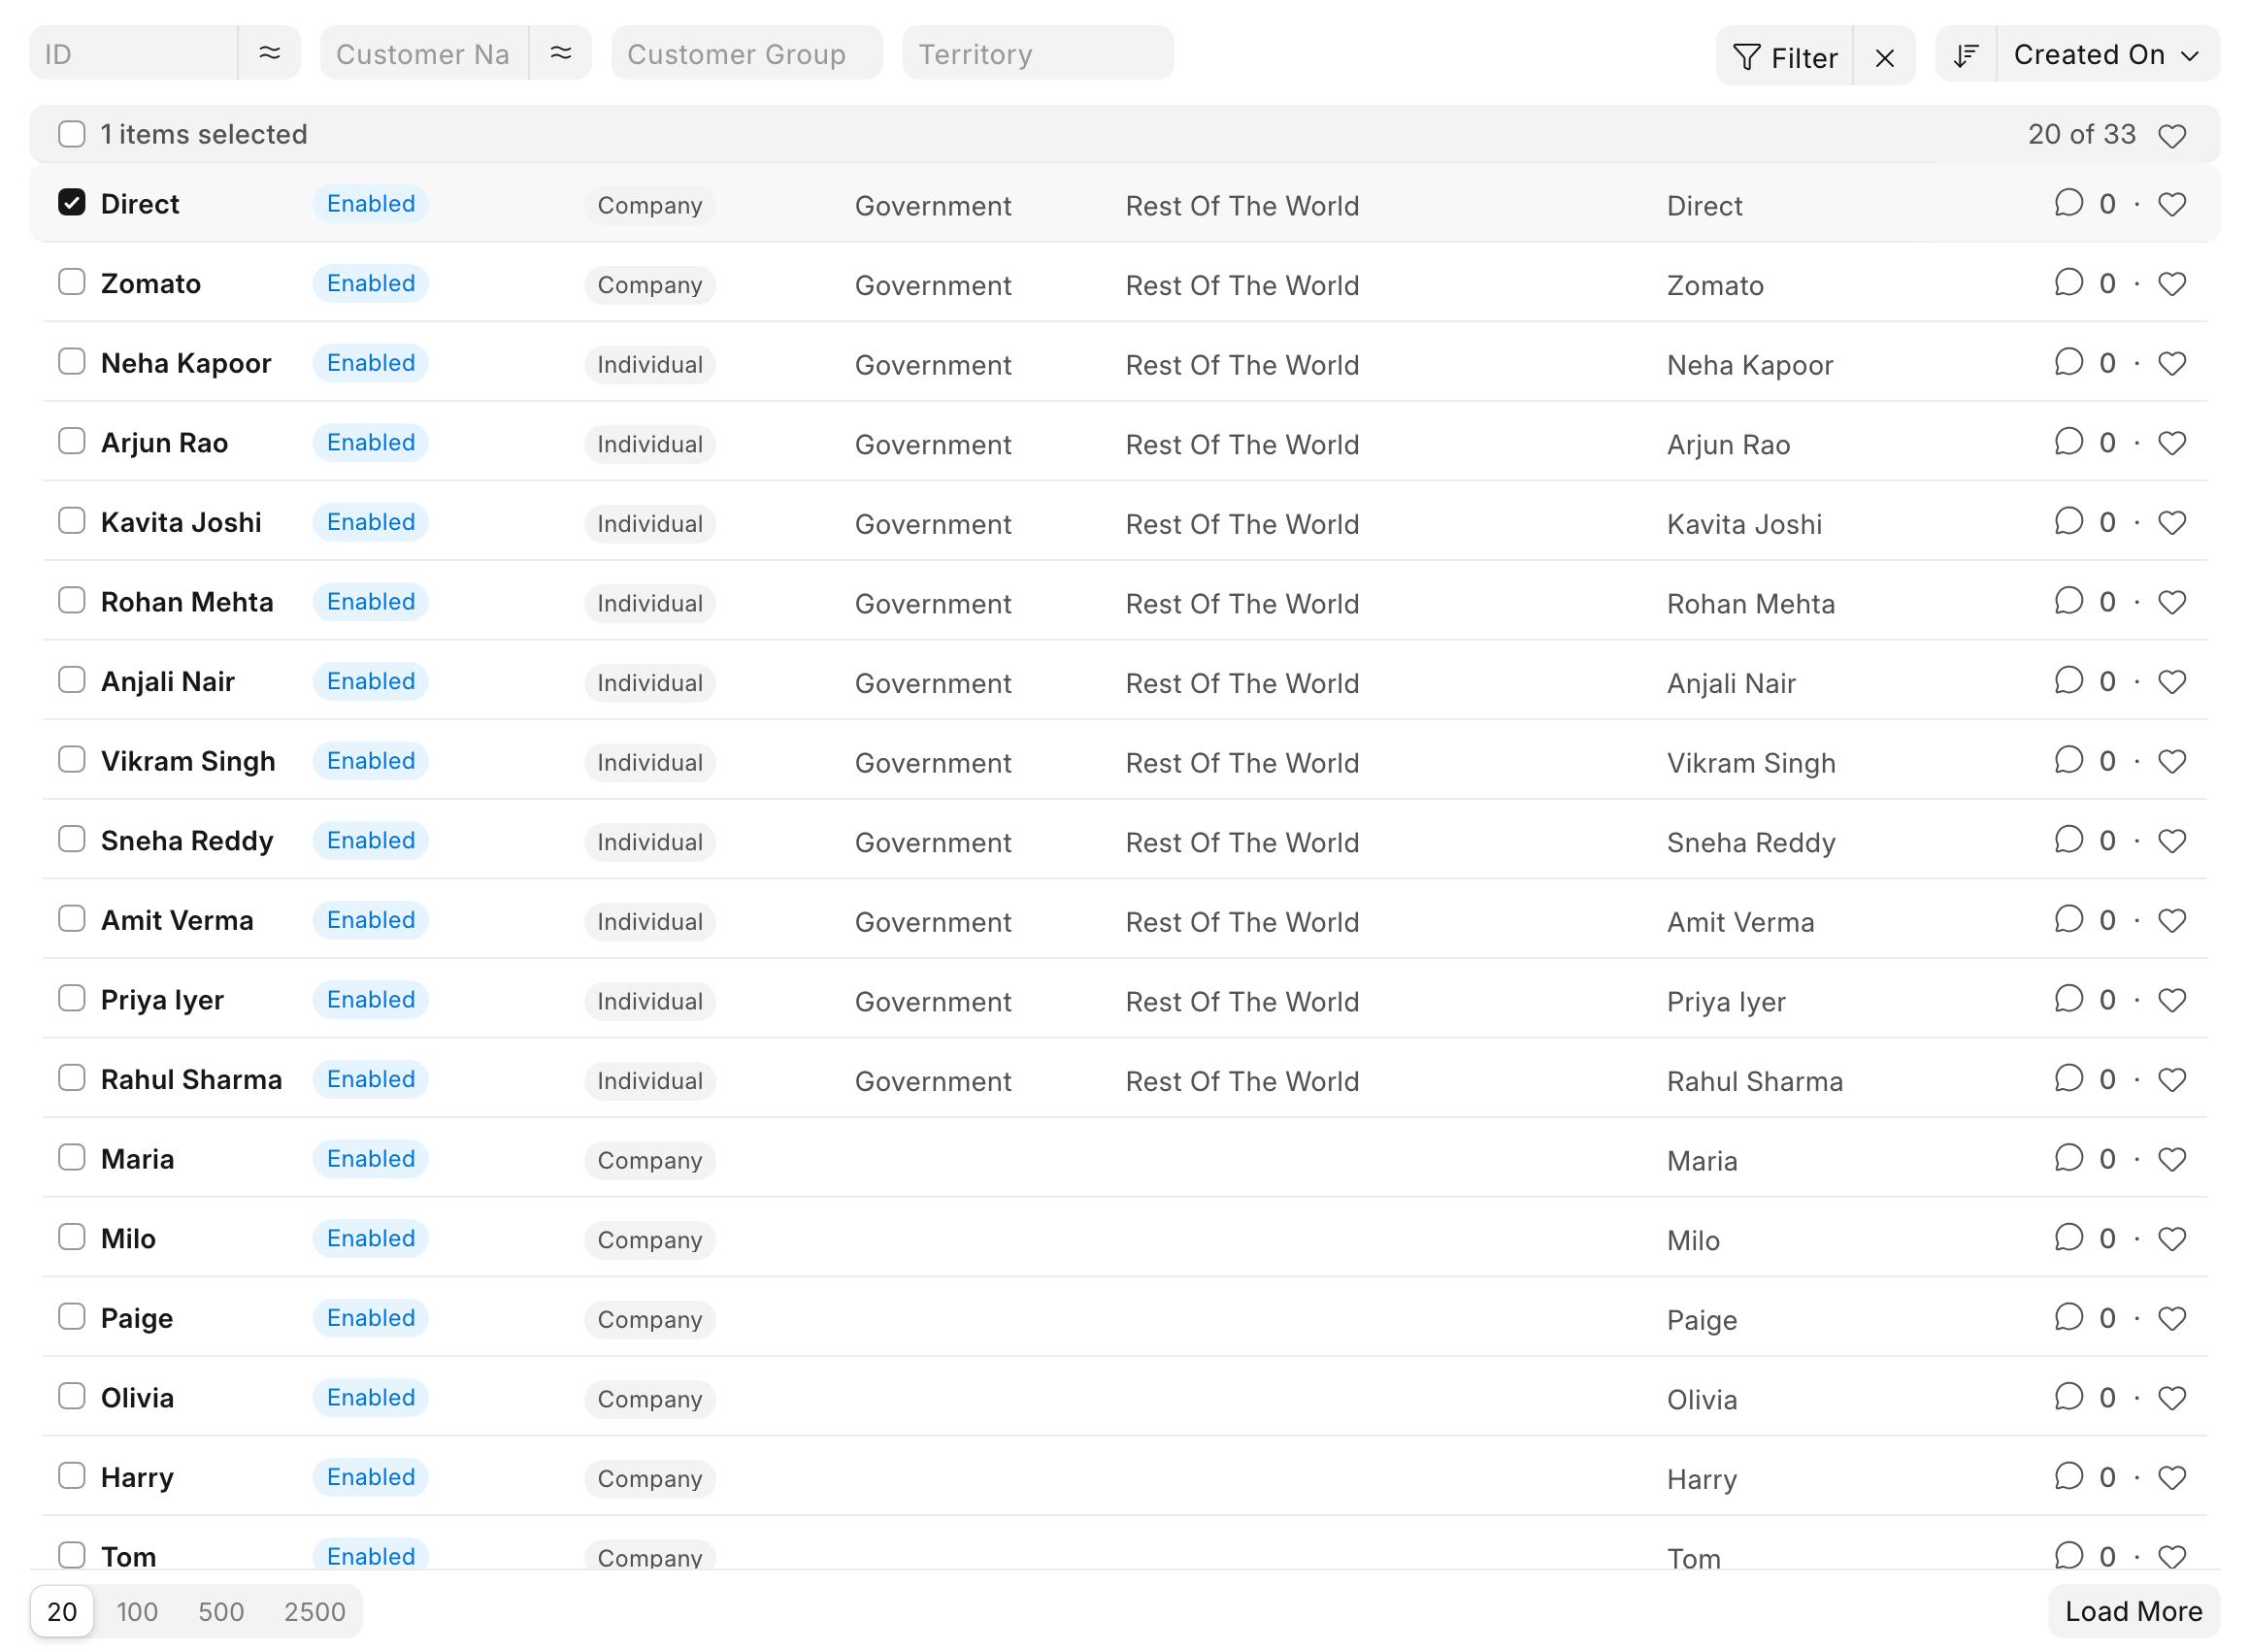 ID ≈ Customer Na ≈ Customer Group Territory Filter Created On
1 items selected 20 of 33
Direct Enabled Company Government Rest Of The World Direct 0 ·
Zomato Enabled Company Government Rest Of The World Zomato 0 ·
Neha Kapoor Enabled Individual Government Rest Of The World Neha Kapoor 0 ·
Arjun Rao Enabled Individual Government Rest Of The World Arjun Rao 0 ·
Kavita Joshi Enabled Individual Government Rest Of The World Kavita Joshi 0 ·
Rohan Mehta Enabled Individual Government Rest Of The World Rohan Mehta 0 ·
Anjali Nair Enabled Individual Government Rest Of The World Anjali Nair 0 ·
Vikram Singh Enabled Individual Government Rest Of The World Vikram Singh 0 ·
Sneha Reddy Enabled Individual Government Rest Of The World Sneha Reddy 0 ·
Amit Verma Enabled Individual Government Rest Of The World Amit Verma 0 ·
Priya Iyer Enabled Individual Government Rest Of The World Priya Iyer 0 ·
Rahul Sharma Enabled Individual Government Rest Of The World Rahul Sharma 0 ·
Maria Enabled Company Maria 0 ·
Milo Enabled Company Milo 0 ·
Paige Enabled Company Paige 0 ·
Olivia Enabled Company Olivia 0 ·
Harry Enabled Company Harry 0 ·
Tom Enabled Company Tom 0 ·
20 100 500 2500 Load More